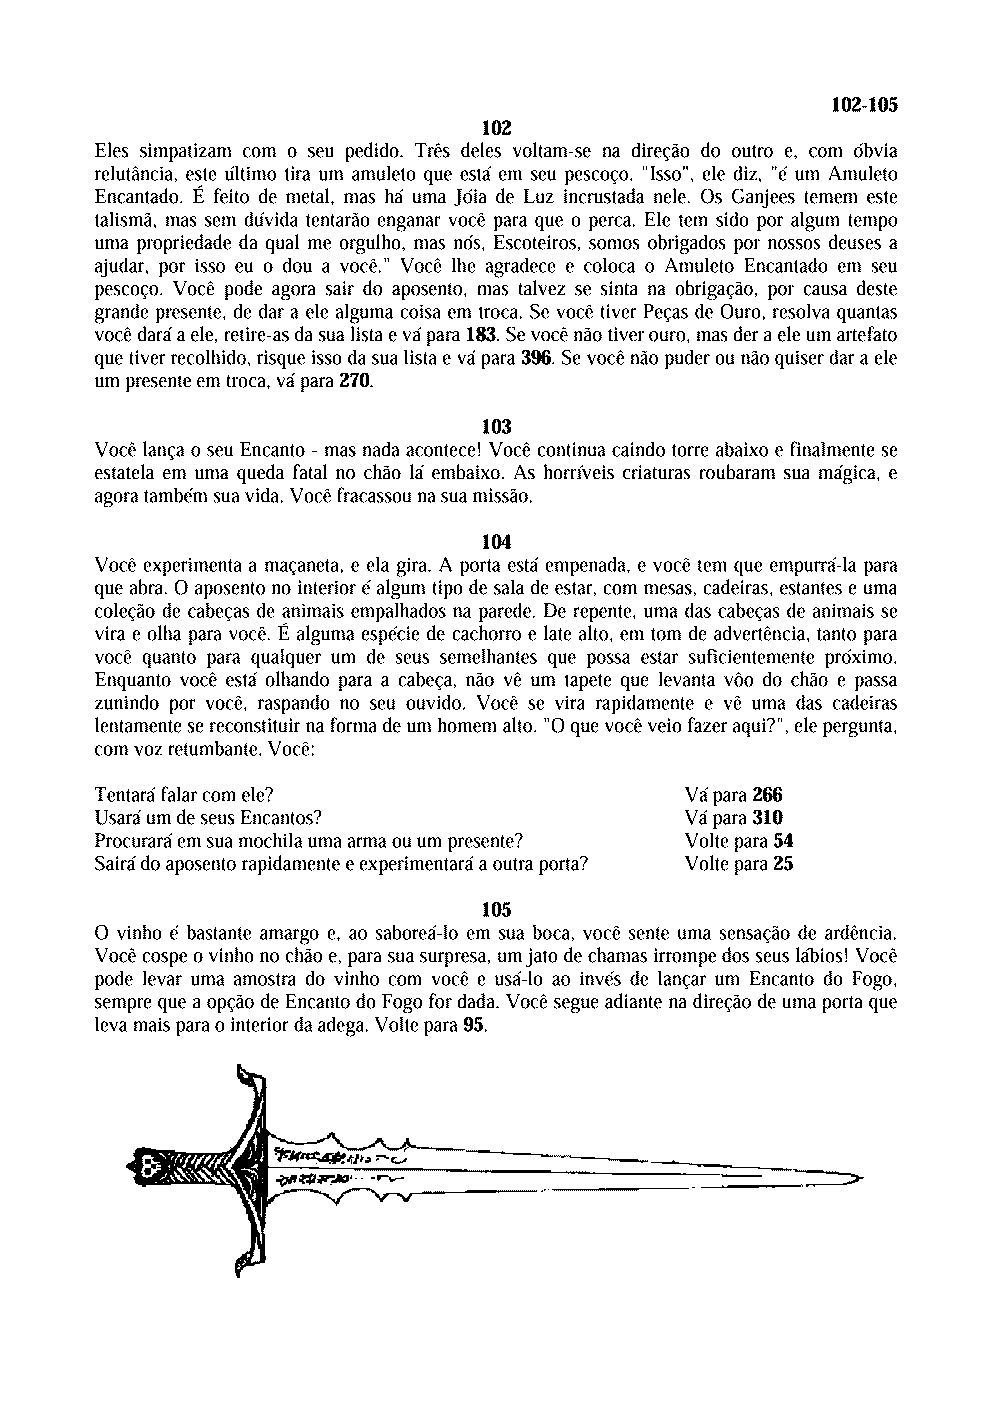 102-105
102
Eles simpatizam com o seu pedido. Três deles voltam-se na direção do outro e, com óbvia
relutância, este último tira um amuleto que está em seu pescoço. "Isso", ele diz, "é um Amuleto
Encantado. É feito de metal, mas há uma Jóia de Luz incrustada nele. Os Ganjees temem este
talismã, mas sem dúvida tentarão enganar você para que o perca. Ele tem sido por algum tempo
uma propriedade da qual me orgulho, mas nós, Escoteiros, somos obrigados por nossos deuses a
ajudar, por isso eu o dou a você." Você lhe agradece e coloca o Amuleto Encantado em seu
pescoço. Você pode agora sair do aposento, mas talvez se sinta na obrigação, por causa deste
grande presente, de dar a ele alguma coisa em troca. Se você tiver Peças de Ouro, resolva quantas
você dará a ele, retire-as da sua lista e vá para 183. Se você não tiver ouro, mas der a ele um artefato
que tiver recolhido, risque isso da sua lista e vá para 396. Se você não puder ou não quiser dar a ele
um presente em troca, vá para 270.
103
Você lança o seu Encanto - mas nada acontece! Você continua caindo torre abaixo e finalmente se
estatela em uma queda fatal no chão lá embaixo. As horríveis criaturas roubaram sua mágica, e
agora também sua vida. Você fracassou na sua missão.
104
Você experimenta a maçaneta, e ela gira. A porta está empenada, e você tem que empurrá-la para
que abra. O aposento no interior é algum tipo de sala de estar, com mesas, cadeiras, estantes e uma
coleção de cabeças de animais empalhados na parede. De repente, uma das cabeças de animais se
vira e olha para você. É alguma espécie de cachorro e late alto, em tom de advertência, tanto para
você quanto para qualquer um de seus semelhantes que possa estar suficientemente próximo.
Enquanto você está olhando para a cabeça, não vê um tapete que levanta vôo do chão e passa
zunindo por você, raspando no seu ouvido. Você se vira rapidamente e vê uma das cadeiras
lentamente se reconstituir na forma de um homem alto. "O que você veio fazer aqui?", ele pergunta,
com voz retumbante. Você:
Tentará falar com ele? Vá para 266
Usará um de seus Encantos? Vá para 310
Procurará em sua mochila uma arma ou um presente? Volte para 54
Sairá do aposento rapidamente e experimentará a outra porta? Volte para 25
105
O vinho é bastante amargo e, ao saboreá-lo em sua boca, você sente uma sensação de ardência.
Você cospe o vinho no chão e, para sua surpresa, um jato de chamas irrompe dos seus lábios! Você
pode levar uma amostra do vinho com você e usá-lo ao invés de lançar um Encanto do Fogo,
sempre que a opção de Encanto do Fogo for dada. Você segue adiante na direção de uma porta que
leva mais para o interior da adega. Volte para 95.